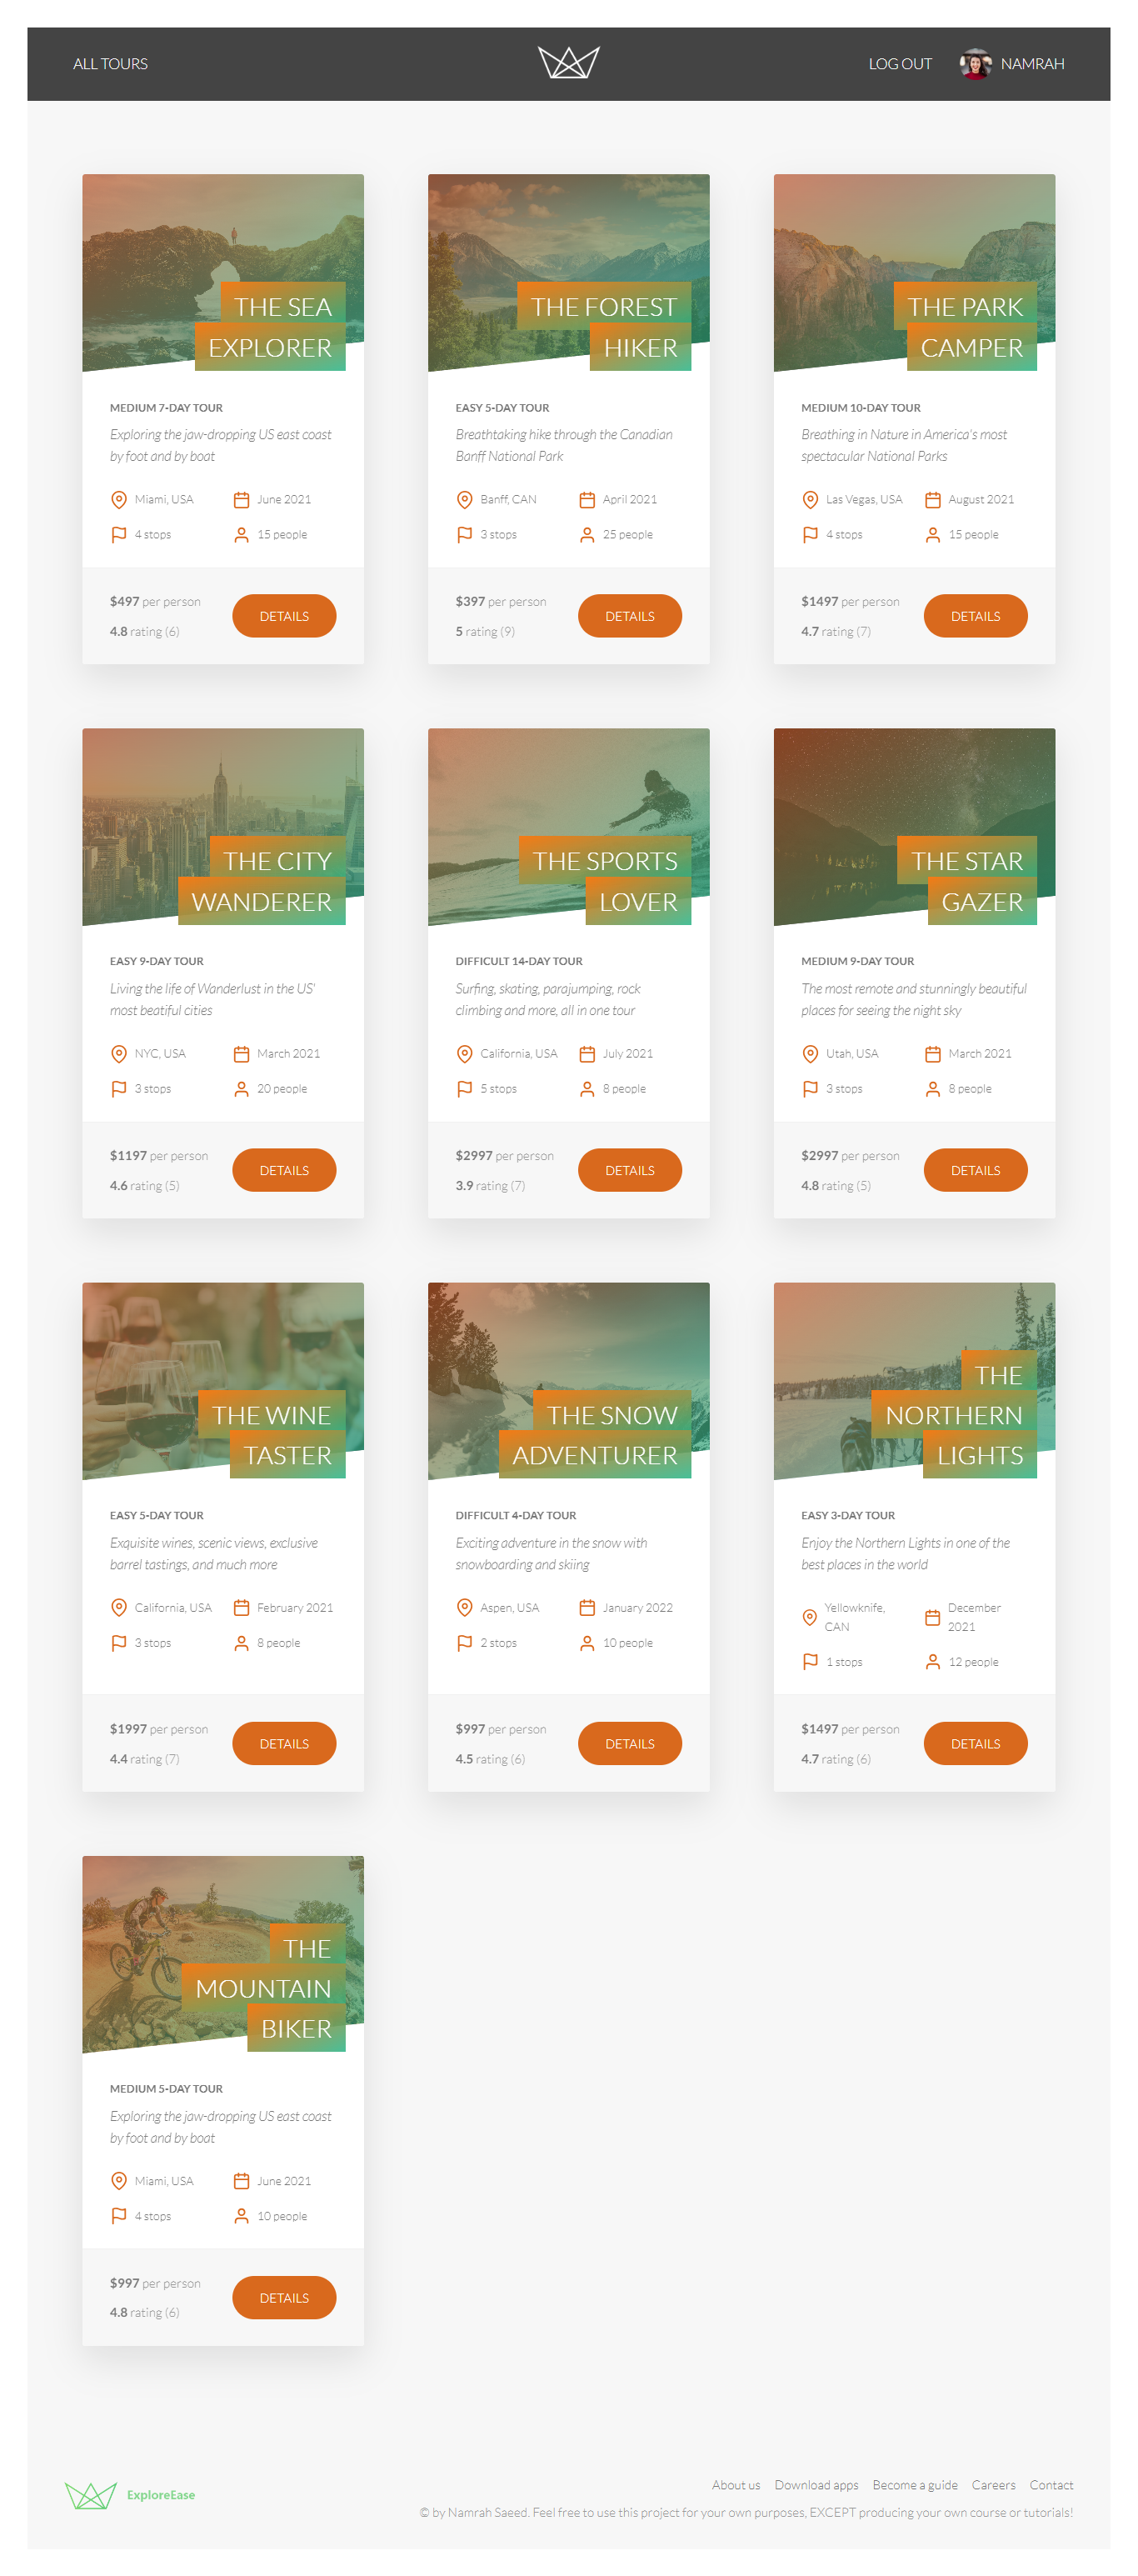 ALL TOURS
LOG OUT
NAMRAH
THE SEA
EXPLORER
MEDIUM 7-DAY TOUR
Exploring the jaw-dropping US east coast
by foot and by boat
Miami, USA
June 2021
4 stops
15 people
$497 per person
4.8 rating (6)
DETAILS
THE FOREST
HIKER
EASY 5-DAY TOUR
Breathtaking hike through the Canadian
Banff National Park
Banff, CAN
April 2021
3 stops
25 people
$397 per person
5 rating (9)
DETAILS
THE PARK
CAMPER
MEDIUM 10-DAY TOUR
Breathing in Nature in America's most
spectacular National Parks
Las Vegas, USA
August 2021
4 stops
15 people
$1497 per person
4.7 rating (7)
DETAILS
THE CITY
WANDERER
EASY 9-DAY TOUR
Living the life of Wanderlust in the US'
most beatiful cities
NYC, USA
March 2021
3 stops
20 people
$1197 per person
4.6 rating (5)
DETAILS
THE SPORTS
LOVER
DIFFICULT 14-DAY TOUR
Surfing, skating, parajumping, rock
climbing and more, all in one tour
California, USA
July 2021
5 stops
8 people
$2997 per person
3.9 rating (7)
DETAILS
THE STAR
GAZER
MEDIUM 9-DAY TOUR
The most remote and stunningly beautiful
places for seeing the night sky
Utah, USA
March 2021
3 stops
8 people
$2997 per person
4.8 rating (5)
DETAILS
THE WINE
TASTER
EASY 5-DAY TOUR
Exquisite wines, scenic views, exclusive
barrel tastings, and much more
California, USA
February 2021
3 stops
8 people
$1997 per person
4.4 rating (7)
DETAILS
THE SNOW
ADVENTURER
DIFFICULT 4-DAY TOUR
Exciting adventure in the snow with
snowboarding and skiing
Aspen, USA
January 2022
2 stops
10 people
$997 per person
4.5 rating (6)
DETAILS
THE
NORTHERN
LIGHTS
EASY 3-DAY TOUR
Enjoy the Northern Lights in one of the
best places in the world
Yellowknife,
CAN
December
2021
1 stops
12 people
$1497 per person
4.7 rating (6)
DETAILS
THE
MOUNTAIN
BIKER
MEDIUM 5-DAY TOUR
Exploring the jaw-dropping US east coast
by foot and by boat
Miami, USA
June 2021
4 stops
10 people
$997 per person
4.8 rating (6)
DETAILS
ExploreEase
About us
Download apps
Become a guide
Careers
Contact
© by Namrah Saeed. Feel free to use this project for your own purposes, EXCEPT producing your own course or tutorials!